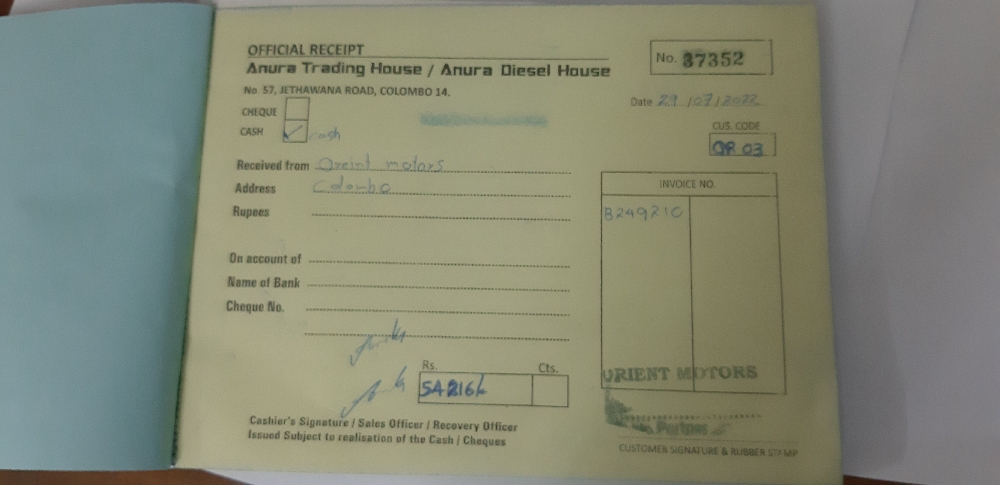 OFFICIAL RECEIPT
Anura Trading House / Anura Diesel House
No. 37352
No. 57, JETHAWANA ROAD, COLOMBO 14.
Date 29/07/2022
CHEQUE
CASH ✓ cash
CUS. CODE
OR 03
Received from Oreint motors
Address Colombo
Rupees
INVOICE NO.
B249210
On account of
Name of Bank
Cheque No.
Rs. Cts.
ORIENT MOTORS
Partner
Cashier's Signature / Sales Officer / Recovery Officer
Issued Subject to realisation of the Cash / Cheques
CUSTOMER SIGNATURE & RUBBER STAMP